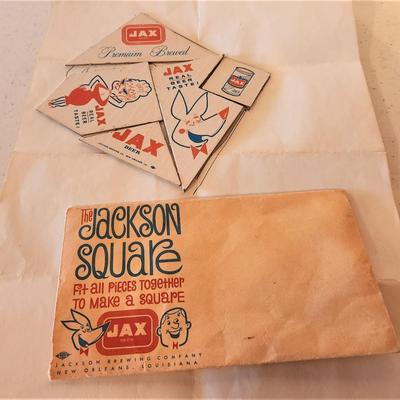 JAX
Premium Brewed
JAX
REAL
BEER
TASTE!
JAX
JAX
REAL
BEER
TASTE!
JAX
BEER
The
JACKSON
SQUARE
Fit all PIECES TOGETHER
TO MAKE A SQUARE
JAX
BEER
JACKSON BREWING COMPANY
NEW ORLEANS, LOUISIANA